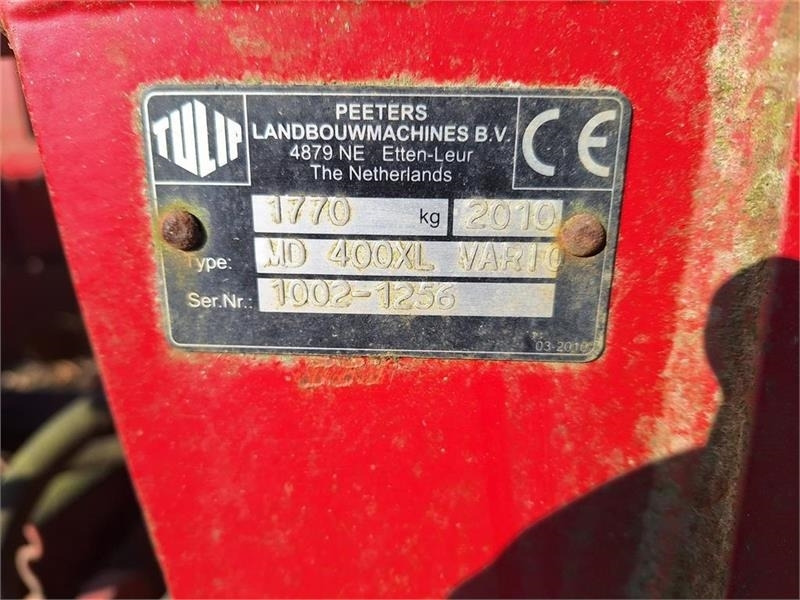 TULIP
PEETERS
LANDBOUWMACHINES B.V.
4879 NE Etten-Leur
The Netherlands
CE
1770 kg 2010
Type: MD 400XL VARIO
Ser.Nr.: 1002-1256
03-2010